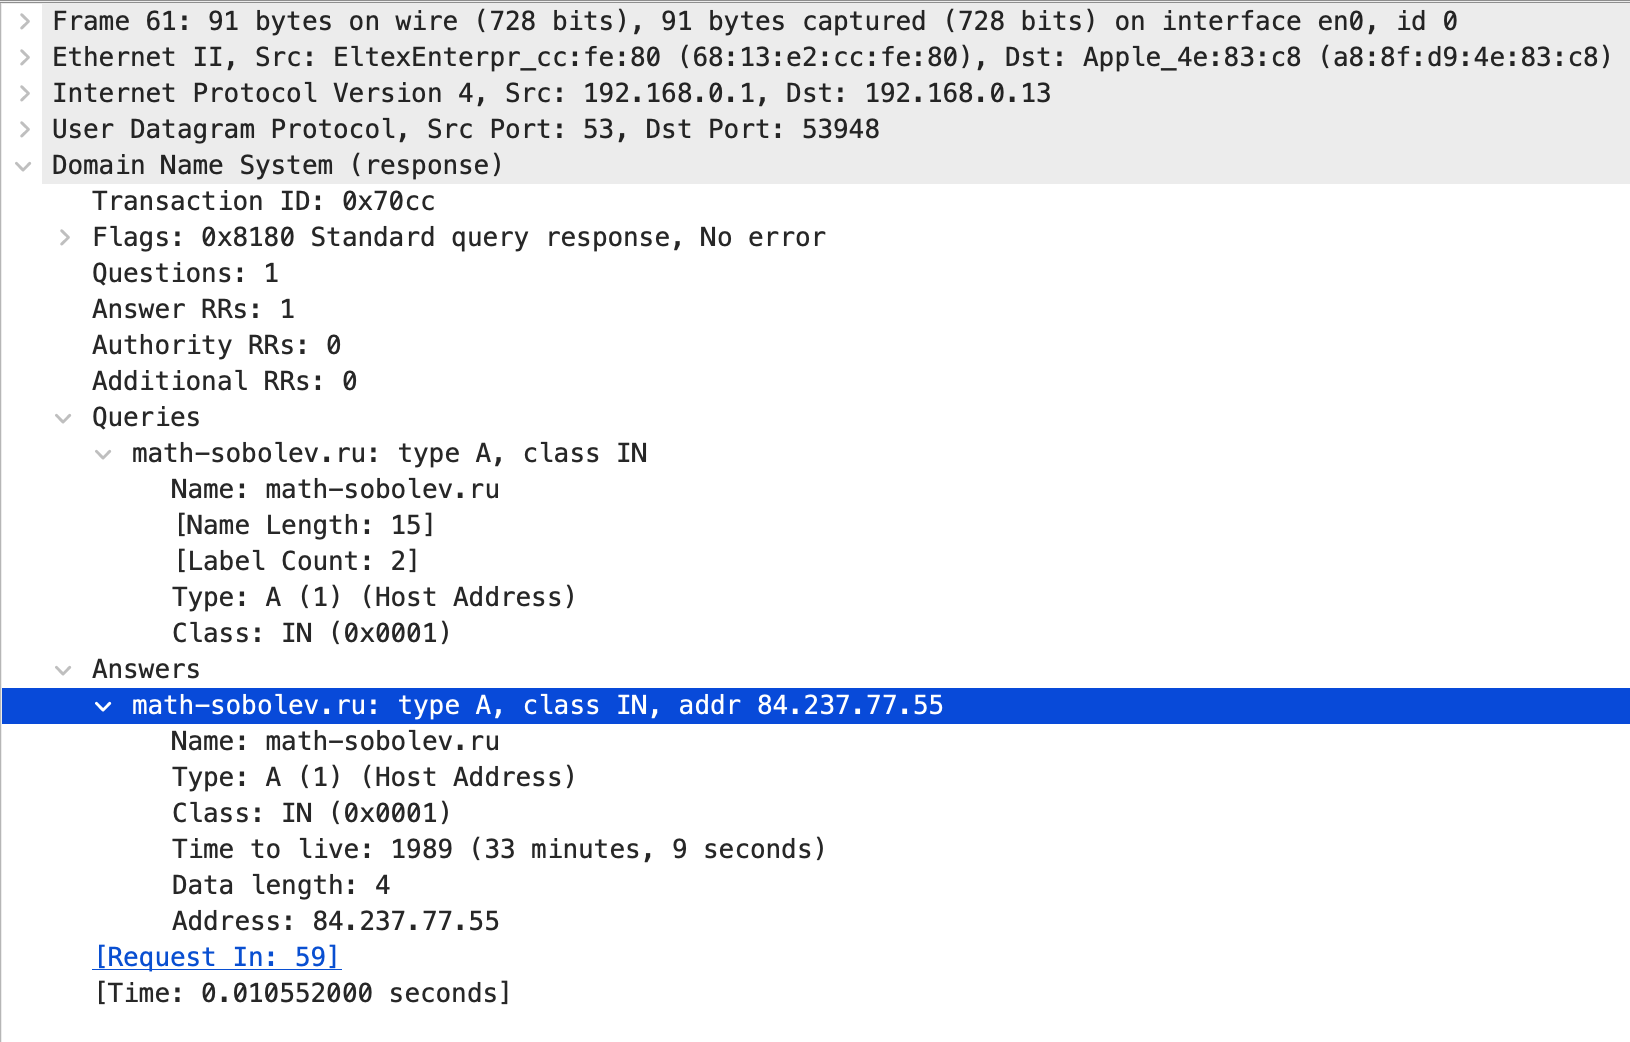 Frame 61: 91 bytes on wire (728 bits), 91 bytes captured (728 bits) on interface en0, id 0
Ethernet II, Src: EltexEnterpr_cc:fe:80 (68:13:e2:cc:fe:80), Dst: Apple_4e:83:c8 (a8:8f:d9:4e:83:c8)
Internet Protocol Version 4, Src: 192.168.0.1, Dst: 192.168.0.13
User Datagram Protocol, Src Port: 53, Dst Port: 53948
Domain Name System (response)
Transaction ID: 0x70cc
Flags: 0x8180 Standard query response, No error
Questions: 1
Answer RRs: 1
Authority RRs: 0
Additional RRs: 0
Queries
math-sobolev.ru: type A, class IN
Name: math-sobolev.ru
[Name Length: 15]
[Label Count: 2]
Type: A (1) (Host Address)
Class: IN (0x0001)
Answers
math-sobolev.ru: type A, class IN, addr 84.237.77.55
Name: math-sobolev.ru
Type: A (1) (Host Address)
Class: IN (0x0001)
Time to live: 1989 (33 minutes, 9 seconds)
Data length: 4
Address: 84.237.77.55
[Request In: 59]
[Time: 0.010552000 seconds]